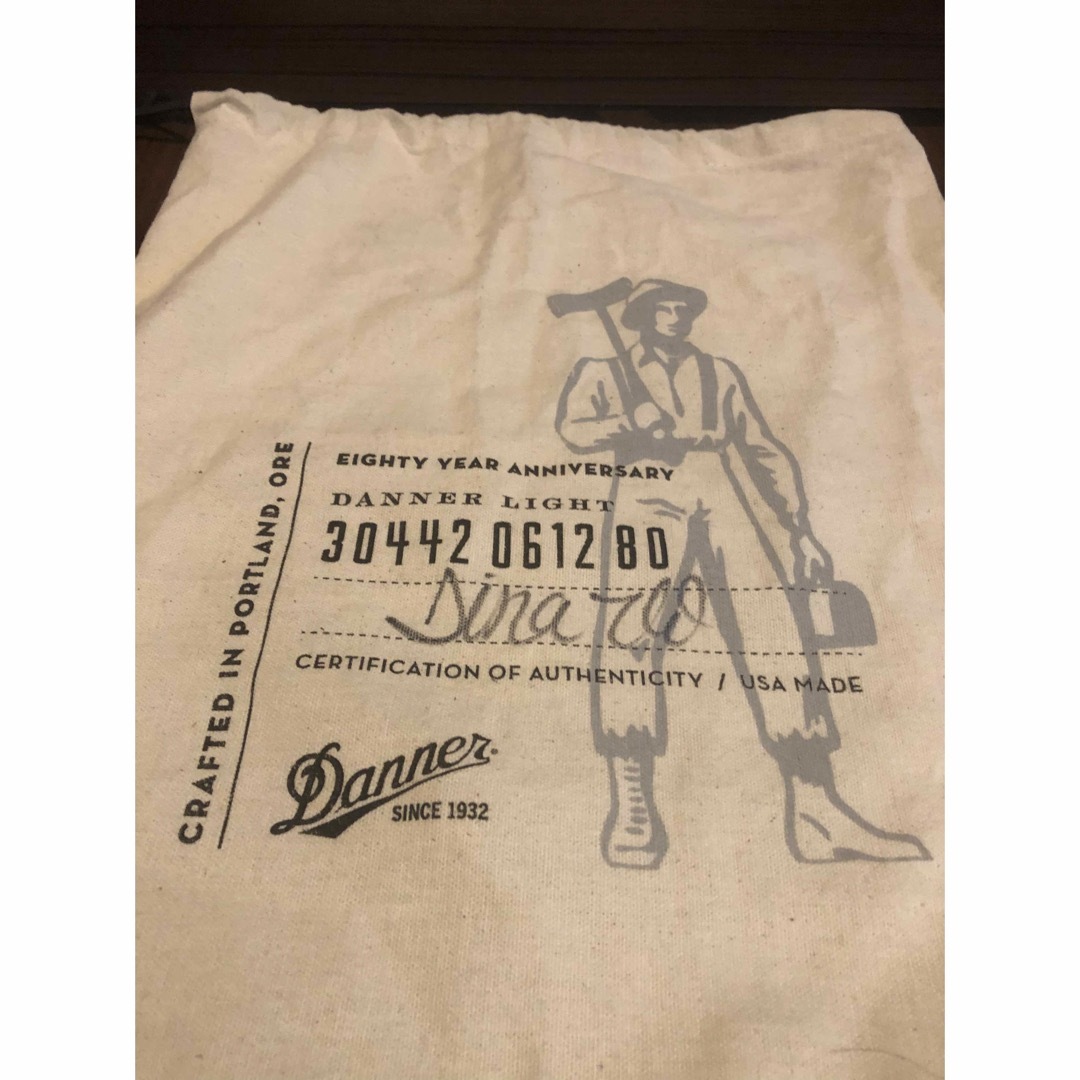 CRAFTED IN PORTLAND, ORE
EIGHTY YEAR ANNIVERSARY
DANNER LIGHT
30442 0612 80
Dina
CERTIFICATION OF AUTHENTICITY / USA MADE
Danner
SINCE 1932